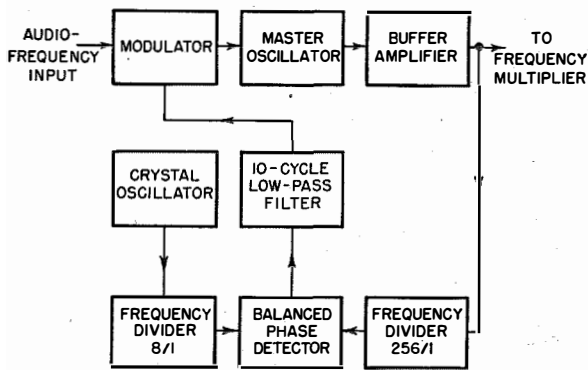 AUDIO-
FREQUENCY
INPUT
MODULATOR
MASTER
OSCILLATOR
BUFFER
AMPLIFIER
TO
FREQUENCY
MULTIPLIER
CRYSTAL
OSCILLATOR
10-CYCLE
LOW-PASS
FILTER
FREQUENCY
DIVIDER
8/1
BALANCED
PHASE
DETECTOR
FREQUENCY
DIVIDER
256/1